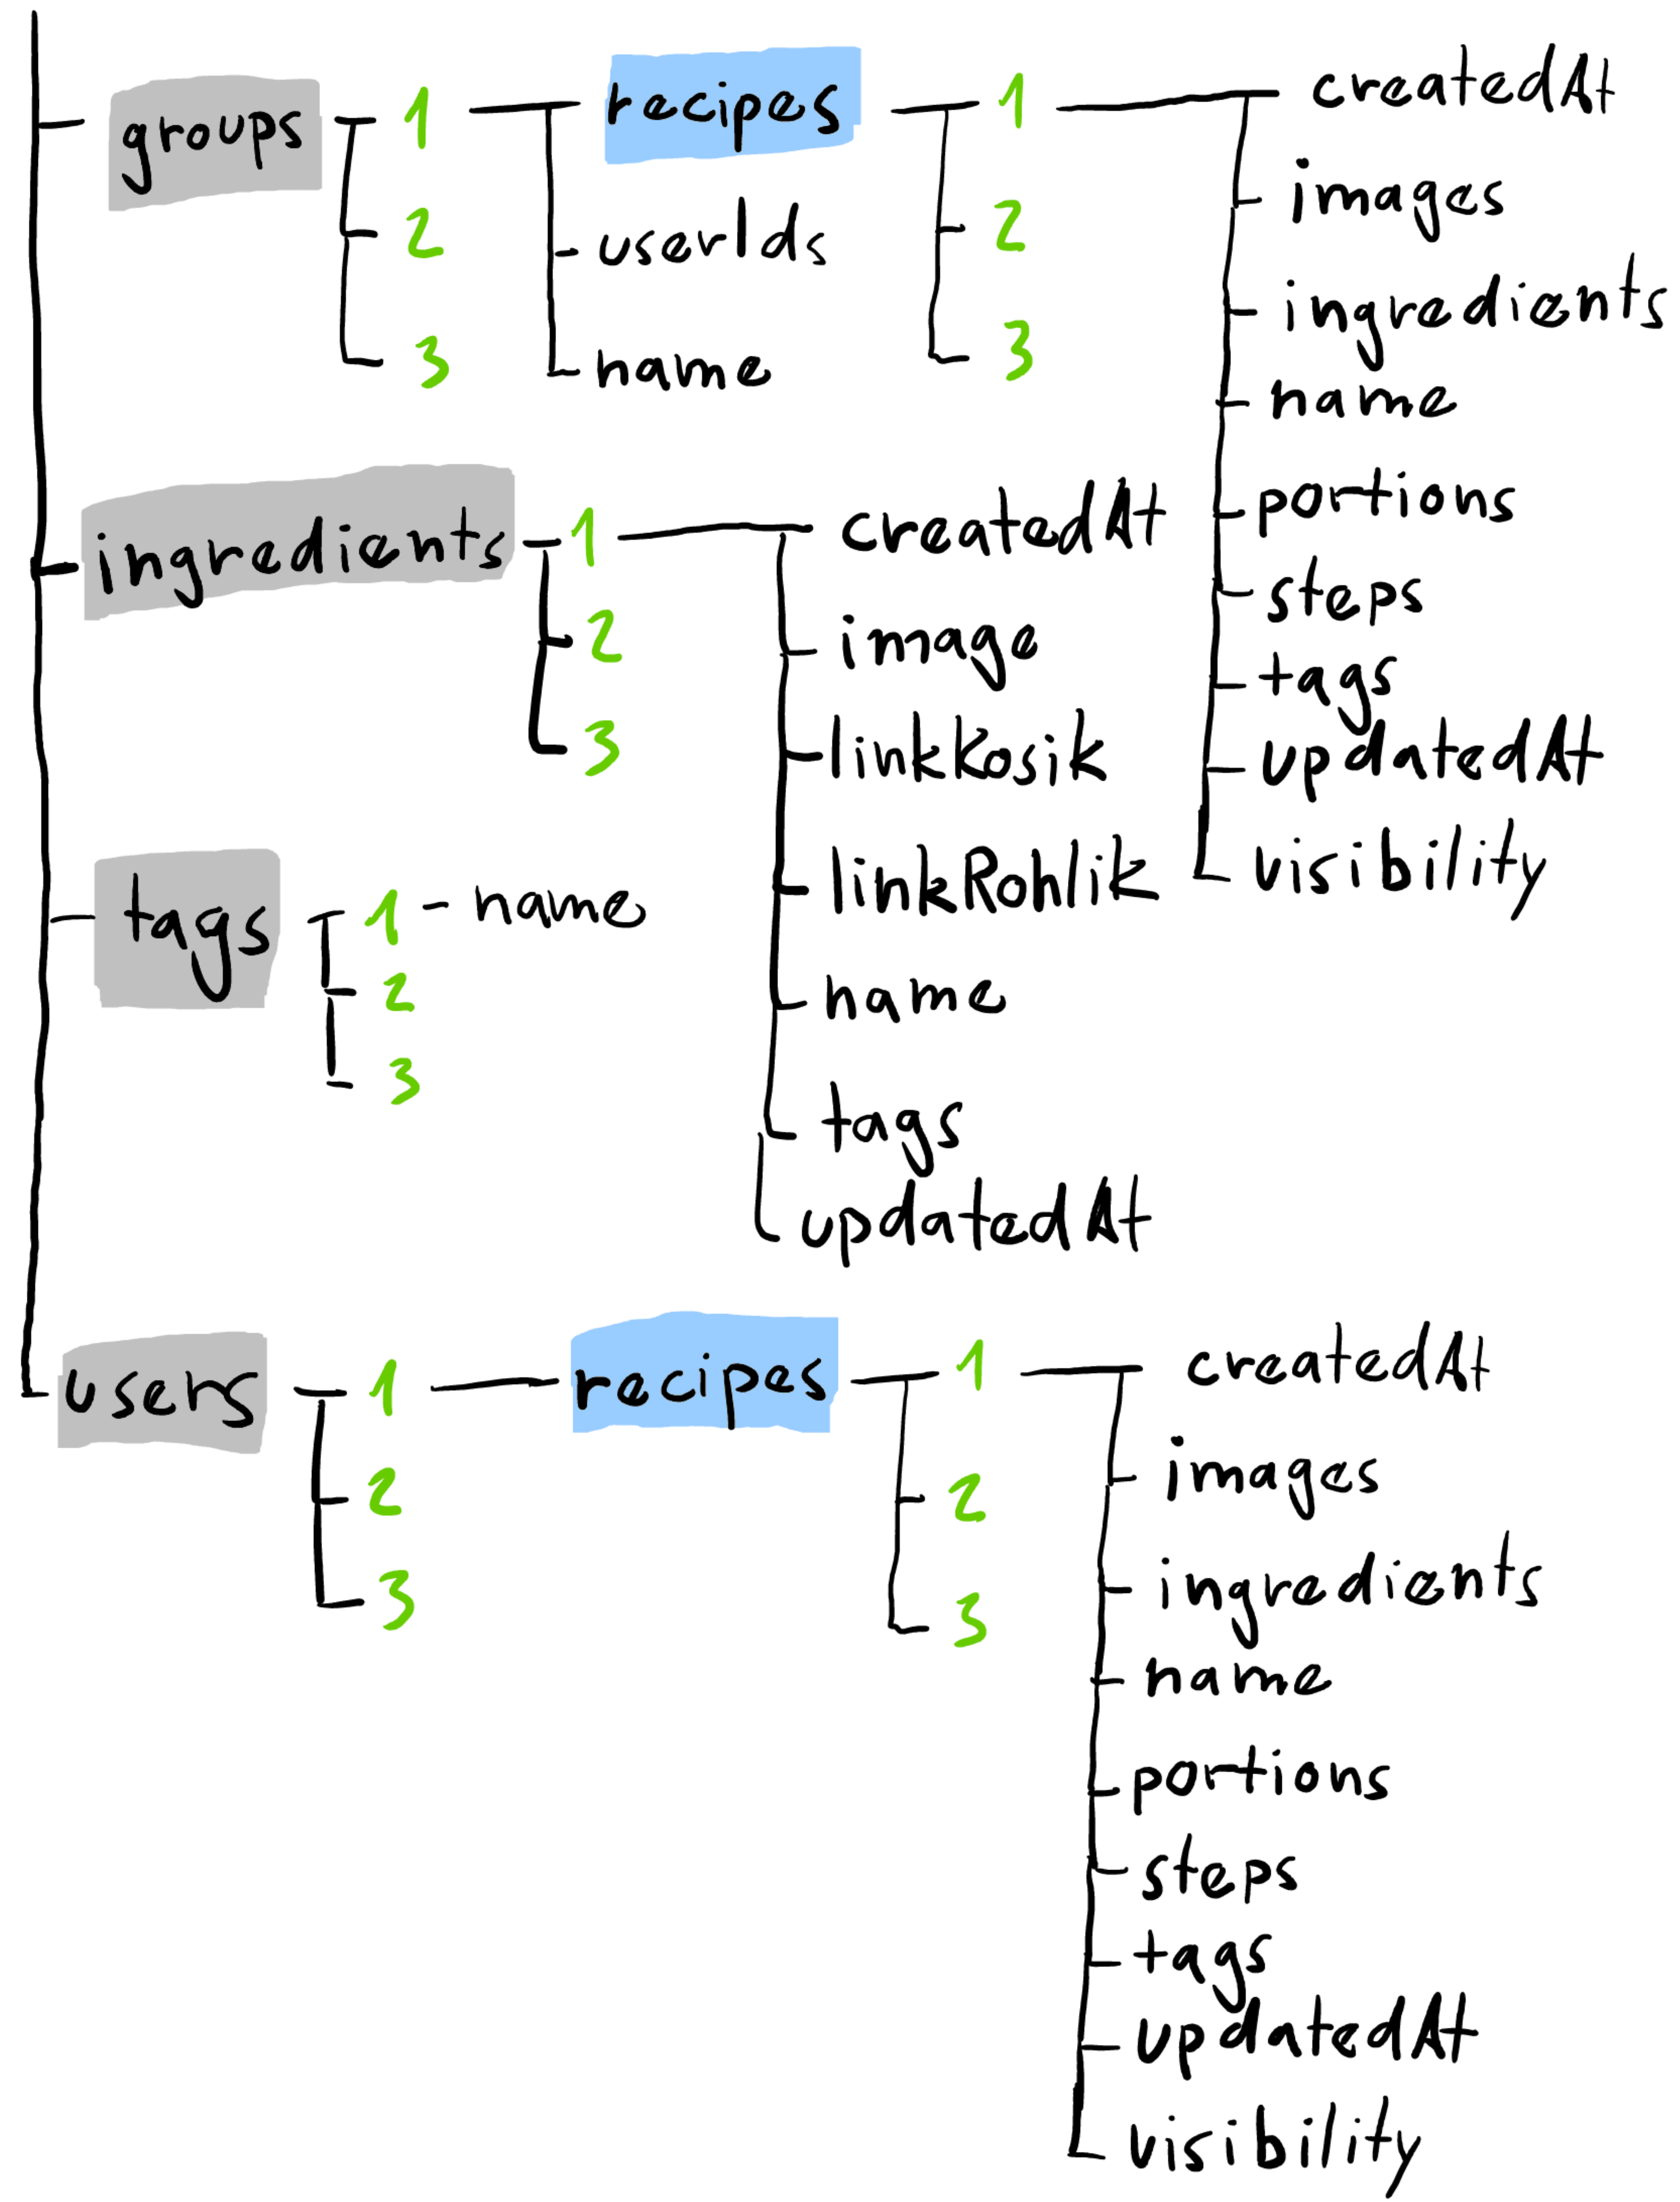 groups
1
2
3
recipes
userIds
name
1
2
3
createdAt
images
ingredients
name
portions
steps
tags
updatedAt
visibility
ingredients
1
2
3
createdAt
image
linkKosik
linkRohlik
name
tags
updatedAt
tags
1
2
3
name
users
1
2
3
recipes
1
2
3
createdAt
images
ingredients
name
portions
steps
tags
updatedAt
visibility